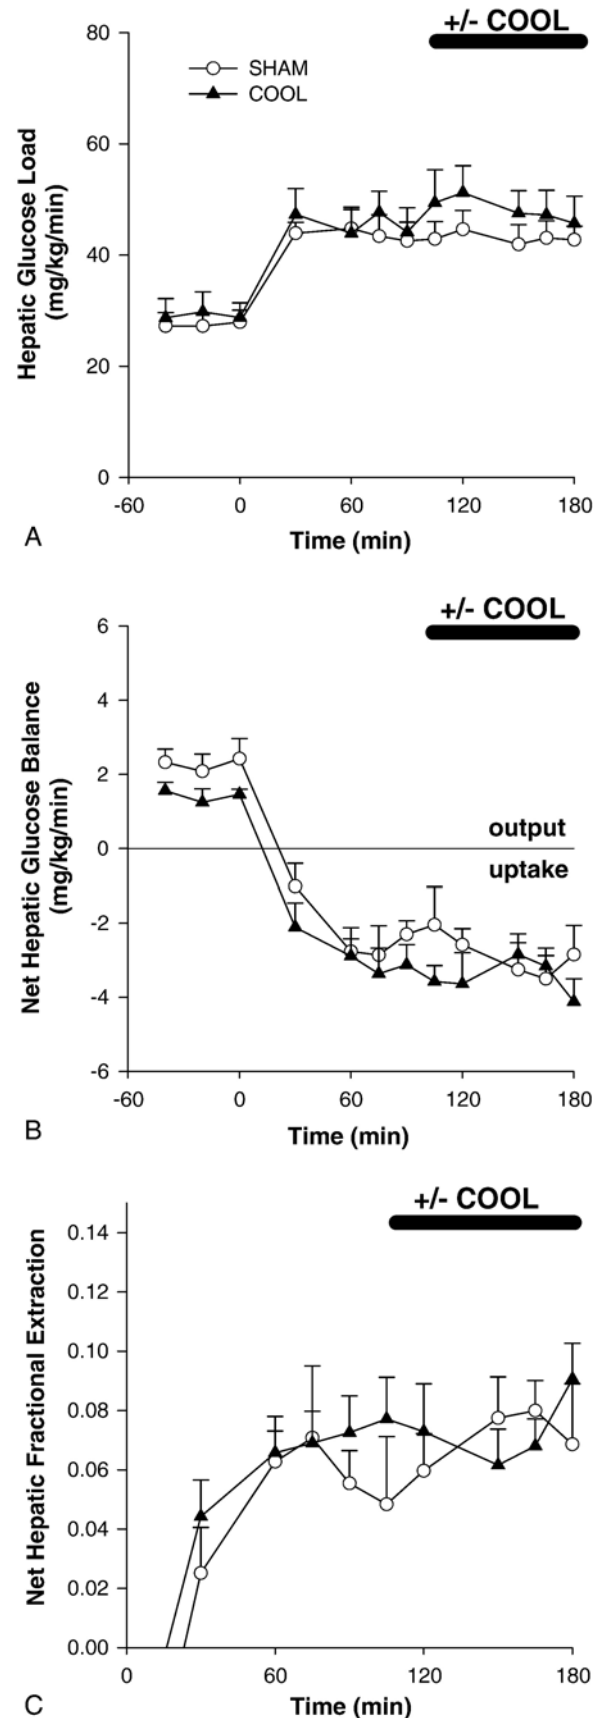 +/- COOL
80
SHAM
COOL
60
40
20
0
Hepatic Glucose Load
(mg/kg/min)
-60
0
60
120
180
Time (min)
A
+/- COOL
6
4
2
0
-2
-4
-6
output
uptake
Net Hepatic Glucose Balance
(mg/kg/min)
-60
0
60
120
180
Time (min)
B
+/- COOL
0.14
0.12
0.10
0.08
0.06
0.04
0.02
0.00
Net Hepatic Fractional Extraction
0
60
120
180
Time (min)
C